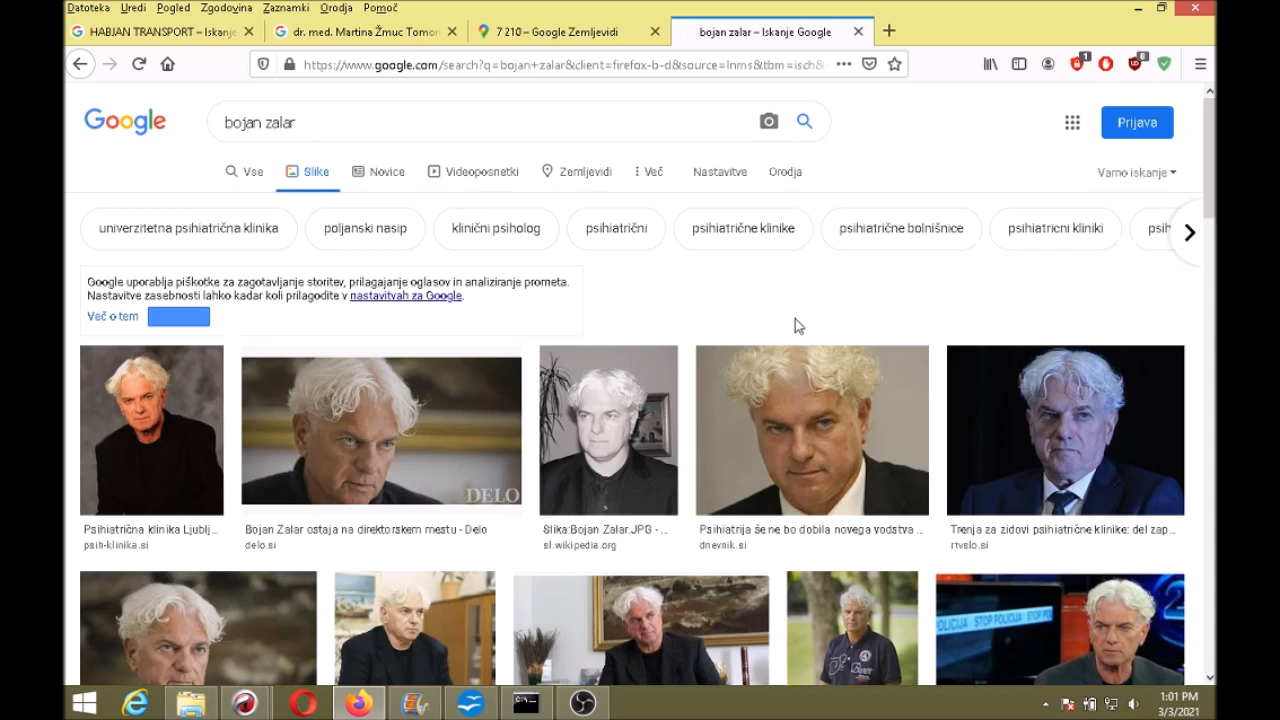 Datoteka Uredi Pogled Zgodovina Zaznamki Orodja Pomoč
HABJAN TRANSPORT – Iskanje dr. med. Martina Žmuc Tomori 7 210 – Google Zemljevidi bojan zalar – Iskanje Google
https://www.google.com/search?q=bojan+zalar&client=firefox-b-d&source=lnms&tbm=isch&
Google bojan zalar Prijava
Vse Slike Novice Videoposnetki Zemljevidi Več Nastavitve Orodja Varno iskanje
univerzitetna psihiatrična klinika poljanski nasip klinični psiholog psihiatrični psihiatrične klinike psihiatrične bolnišnice psihiatricni kliniki psih
Google uporablja piškotke za zagotavljanje storitev, prilagajanje oglasov in analiziranje prometa.
Nastavitve zasebnosti lahko kadar koli prilagodite v nastavitvah za Google.
Več o tem
DELO
Psihiatrična klinika Ljublj... Bojan Zalar ostaja na direktorskem mestu - Delo Slika:Bojan Zalar.JPG - ... Psihiatrija še ne bo dobila novega vodstva ... Trenja za zidovi psihiatrične klinike: del zap...
psih-klinika.si delo.si sl.wikipedia.org dnevnik.si rtvslo.si
POLICIJA STOP POLICIJA STOP PO
1:01 PM
3/3/2021